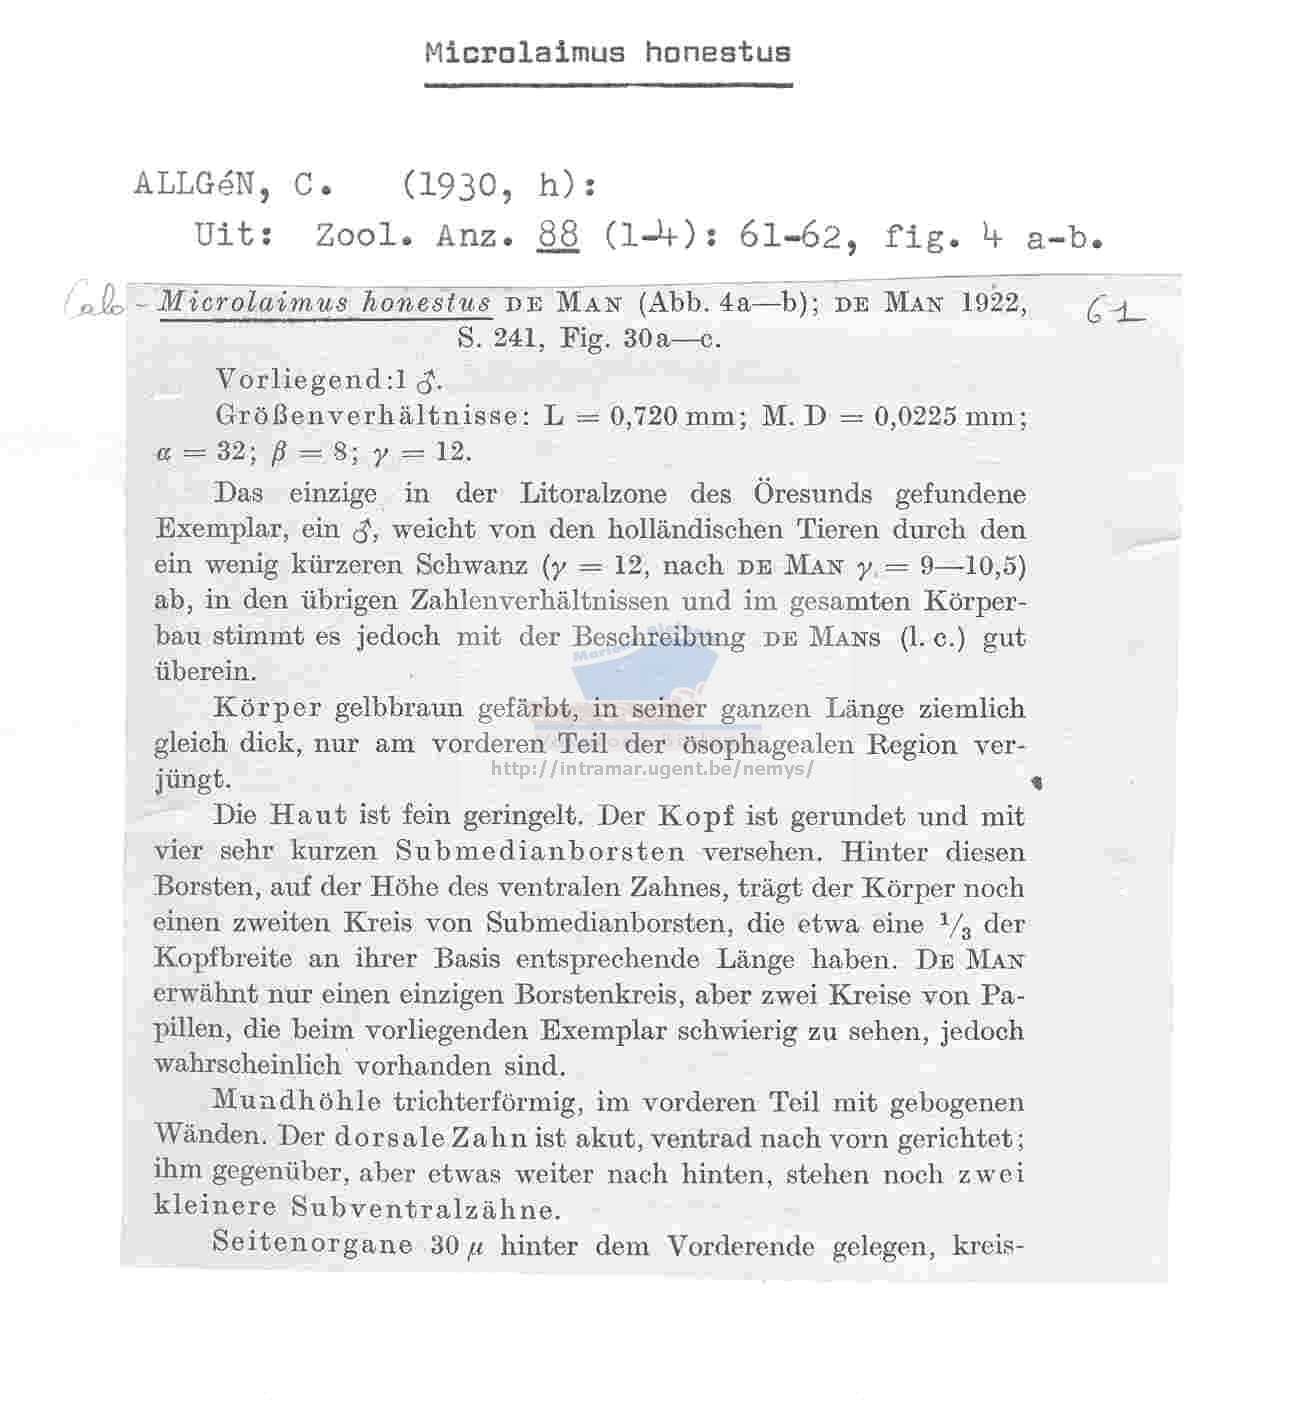 Microlaimus honestus
ALLGéN, C. (1930, h):
Uit: Zool. Anz. 88 (1-4): 61-62, fig. 4 a-b.
Calo - Microlaimus honestus DE MAN (Abb. 4a—b); DE MAN 1922, 61
S. 241, Fig. 30a—c.
Vorliegend:1 ♂.
Größenverhältnisse: L = 0,720 mm; M. D = 0,0225 mm;
α = 32; β = 8; γ = 12.
Das einzige in der Litoralzone des Öresunds gefundene
Exemplar, ein ♂, weicht von den holländischen Tieren durch den
ein wenig kürzeren Schwanz (γ = 12, nach DE MAN γ = 9—10,5)
ab, in den übrigen Zahlenverhältnissen und im gesamten Körper-
bau stimmt es jedoch mit der Beschreibung DE MANS (l. c.) gut
überein.
Körper gelbbraun gefärbt, in seiner ganzen Länge ziemlich
gleich dick, nur am vorderen Teil der ösophagealen Region ver-
jüngt.
http://intramar.ugent.be/nemys/
Die Haut ist fein geringelt. Der Kopf ist gerundet und mit
vier sehr kurzen Submedianborsten versehen. Hinter diesen
Borsten, auf der Höhe des ventralen Zahnes, trägt der Körper noch
einen zweiten Kreis von Submedianborsten, die etwa eine 1/3 der
Kopfbreite an ihrer Basis entsprechende Länge haben. DE MAN
erwähnt nur einen einzigen Borstenkreis, aber zwei Kreise von Pa-
pillen, die beim vorliegenden Exemplar schwierig zu sehen, jedoch
wahrscheinlich vorhanden sind.
Mundhöhle trichterförmig, im vorderen Teil mit gebogenen
Wänden. Der dorsale Zahn ist akut, ventrad nach vorn gerichtet;
ihm gegenüber, aber etwas weiter nach hinten, stehen noch zwei
kleinere Subventralzähne.
Seitenorgane 30 μ hinter dem Vorderende gelegen, kreis-